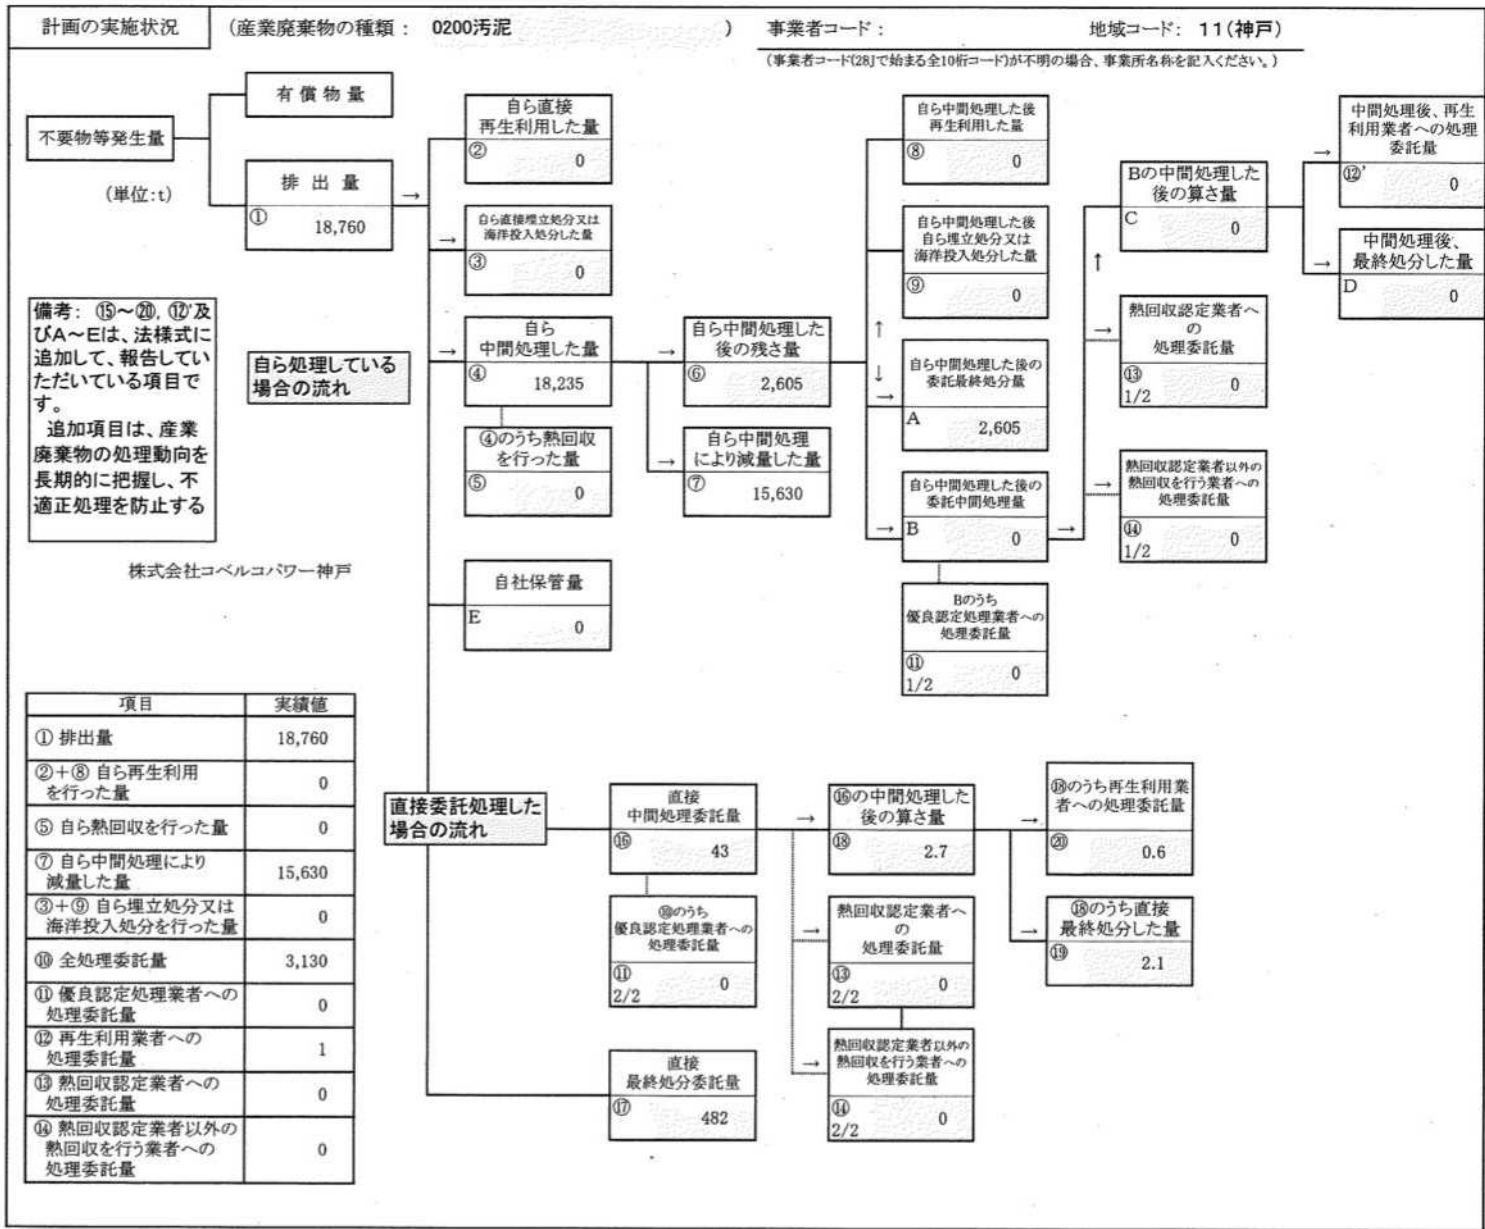 計画の実施状況 (産業廃棄物の種類： 0200汚泥 ) 事業者コード： 地域コード： 11(神戸)
(事業者コード(「28」で始まる全10桁コード)が不明の場合、事業所名称を記入ください。)
不要物等発生量
(単位:t)
有償物量
排出量
① 18,760
→
自ら直接
再生利用した量
② 0
→
自ら直接埋立処分又は
海洋投入処分した量
③ 0
→
自ら
中間処理した量
④ 18,235
④のうち熱回収
を行った量
⑤ 0
自社保管量
E 0
→
自ら中間処理した
後の残さ量
⑥ 2,605
→
自ら中間処理
により減量した量
⑦ 15,630
自ら中間処理した後
再生利用した量
⑧ 0
自ら中間処理した後
自ら埋立処分又は
海洋投入処分した量
⑨ 0
↑
↓
→
自ら中間処理した後の
委託最終処分量
A 2,605
→
自ら中間処理した後の
委託中間処理量
B 0
Bのうち
優良認定処理業者への
処理委託量
⑪
1/2 0
→
↑
Bの中間処理した
後の算さ量
C 0
→
熱回収認定業者へ
の
処理委託量
⑬
1/2 0
→
熱回収認定業者以外の
熱回収を行う業者への
処理委託量
⑭
1/2 0
→
中間処理後、再生
利用業者への処理
委託量
⑫' 0
→
中間処理後、
最終処分した量
D 0
備考： ⑮～⑳, ⑫'及
びA～Eは、法様式に
追加して、報告してい
ただいている項目で
す。
追加項目は、産業
廃棄物の処理動向を
長期的に把握し、不
適正処理を防止する
自ら処理している
場合の流れ
株式会社コベルコパワー神戸
項目 実績値
① 排出量 18,760
②＋⑧ 自ら再生利用
を行った量 0
⑤ 自ら熱回収を行った量 0
⑦ 自ら中間処理により
減量した量 15,630
③＋⑨ 自ら埋立処分又は
海洋投入処分を行った量 0
⑩ 全処理委託量 3,130
⑪ 優良認定処理業者への
処理委託量 0
⑫ 再生利用業者への
処理委託量 1
⑬ 熱回収認定業者への
処理委託量 0
⑭ 熱回収認定業者以外の
熱回収を行う業者への
処理委託量 0
直接委託処理した
場合の流れ
直接
中間処理委託量
⑯ 43
⑩のうち
優良認定処理業者への
処理委託量
⑪
2/2 0
直接
最終処分委託量
⑰ 482
→
⑯の中間処理した
後の算さ量
⑱ 2.7
→
熱回収認定業者へ
の
処理委託量
⑬
2/2 0
→
熱回収認定業者以外の
熱回収を行う業者への
処理委託量
⑭
2/2 0
→
⑱のうち再生利用業
者への処理委託量
⑳ 0.6
→
⑱のうち直接
最終処分した量
⑲ 2.1